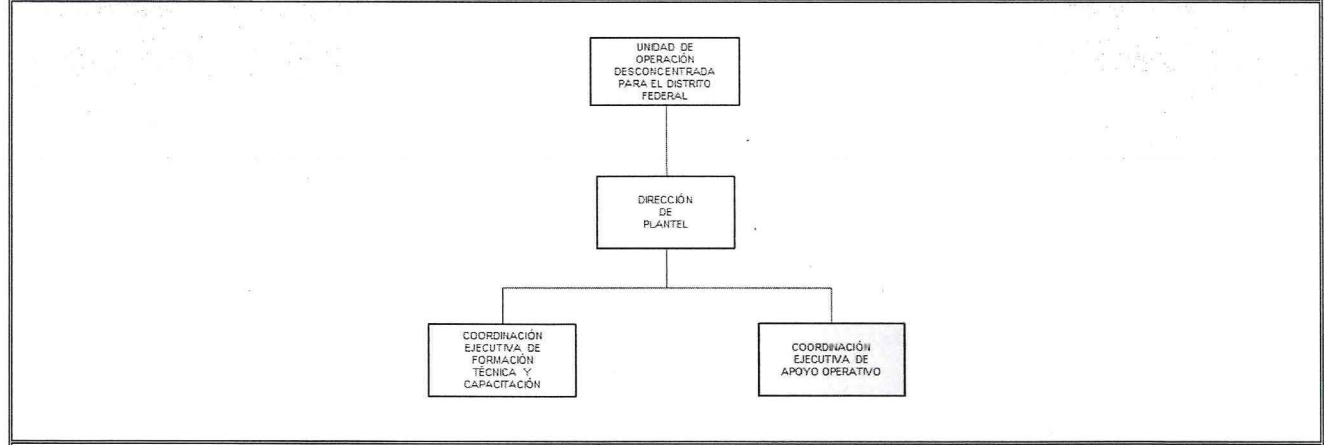 UNIDAD DE
OPERACIÓN
DESCONCENTRADA
PARA EL DISTRITO
FEDERAL
DIRECCIÓN
DE
PLANTEL
COORDINACIÓN
EJECUTIVA DE
FORMACIÓN
TÉCNICA Y
CAPACITACIÓN
COORDINACIÓN
EJECUTIVA DE
APOYO OPERATIVO